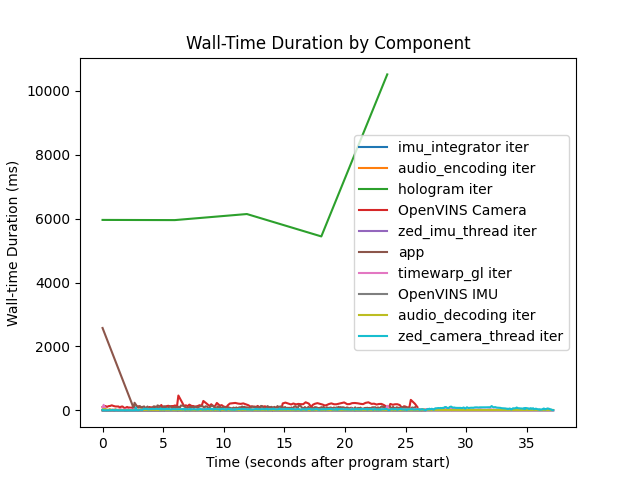 Wall-Time Duration by Component
Wall-time Duration (ms)
10000
8000
6000
4000
2000
0
imu_integrator iter
audio_encoding iter
hologram iter
OpenVINS Camera
zed_imu_thread iter
app
timewarp_gl iter
OpenVINS IMU
audio_decoding iter
zed_camera_thread iter
0 5 10 15 20 25 30 35
Time (seconds after program start)